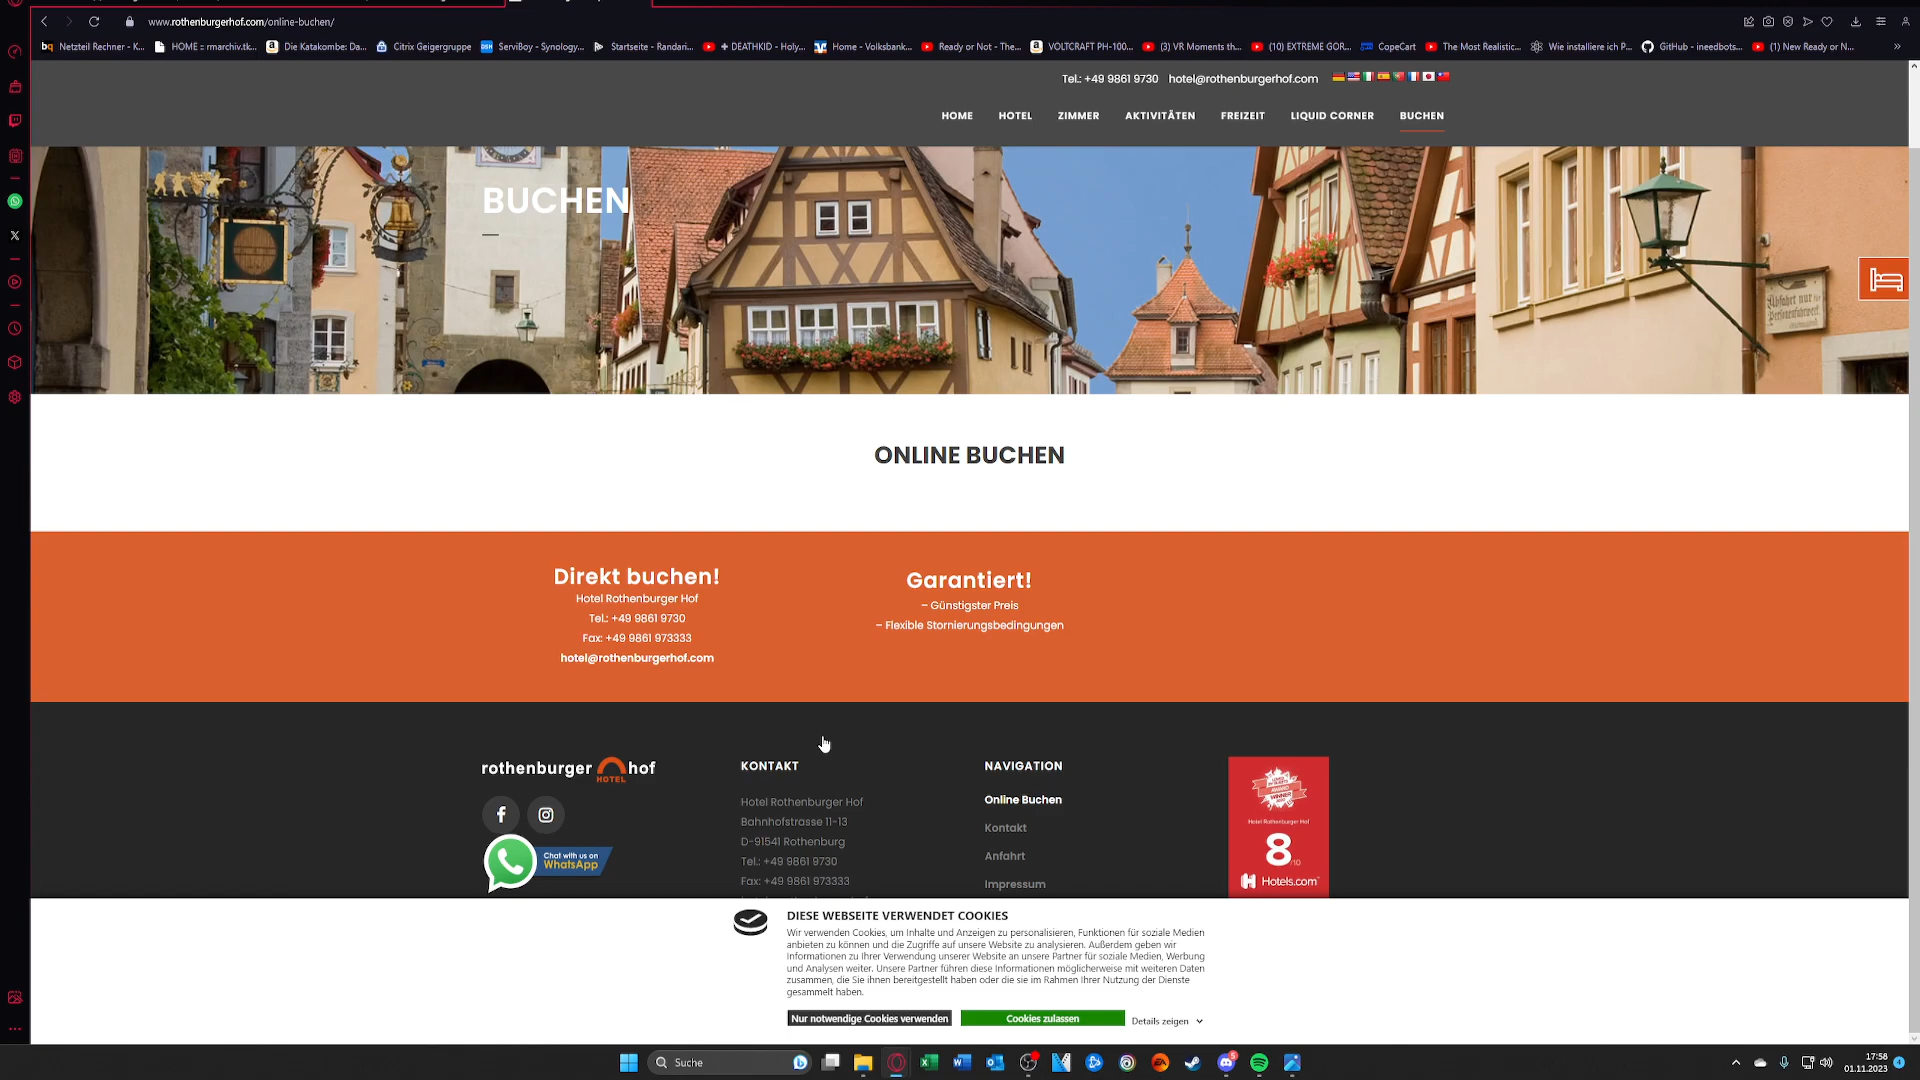 www.rothenburgerhof.com/online-buchen/
Netzteil Rechner - K...
HOME :: rmarchiv.tk...
Die Katakombe: Da...
Citrix Geigergruppe
ServiBoy - Synology...
Startseite - Randari...
✝ DEATHKID - Holy...
Home - Volksbank...
Ready or Not - The...
VOLTCRAFT PH-100...
(3) VR Moments th...
(10) EXTREME GOR...
CopeCart
The Most Realistic...
Wie installiere ich P...
GitHub - ineedbots...
(1) New Ready or N...
»
Tel.: +49 9861 9730 hotel@rothenburgerhof.com
HOME HOTEL ZIMMER AKTIVITÄTEN FREIZEIT LIQUID CORNER BUCHEN
BUCHEN
Abfahrt nur für
ONLINE BUCHEN
Direkt buchen!
Hotel Rothenburger Hof
Tel.: +49 9861 9730
Fax: +49 9861 973333
hotel@rothenburgerhof.com
Garantiert!
– Günstigster Preis
– Flexible Stornierungsbedingungen
rothenburger hof
HOTEL
Chat with us on
WhatsApp
KONTAKT
Hotel Rothenburger Hof
Bahnhofstrasse 11-13
D-91541 Rothenburg
Tel.: +49 9861 9730
Fax: +49 9861 973333
NAVIGATION
Online Buchen
Kontakt
Anfahrt
Impressum
WINNER
Hotel Rothenburger Hof
8/10
Hotels.com
DIESE WEBSEITE VERWENDET COOKIES
Wir verwenden Cookies, um Inhalte und Anzeigen zu personalisieren, Funktionen für soziale Medien
anbieten zu können und die Zugriffe auf unsere Website zu analysieren. Außerdem geben wir
Informationen zu Ihrer Verwendung unserer Website an unsere Partner für soziale Medien, Werbung
und Analysen weiter. Unsere Partner führen diese Informationen möglicherweise mit weiteren Daten
zusammen, die Sie ihnen bereitgestellt haben oder die sie im Rahmen Ihrer Nutzung der Dienste
gesammelt haben.
Nur notwendige Cookies verwenden
Cookies zulassen
Details zeigen
Suche
17:58
01.11.2023